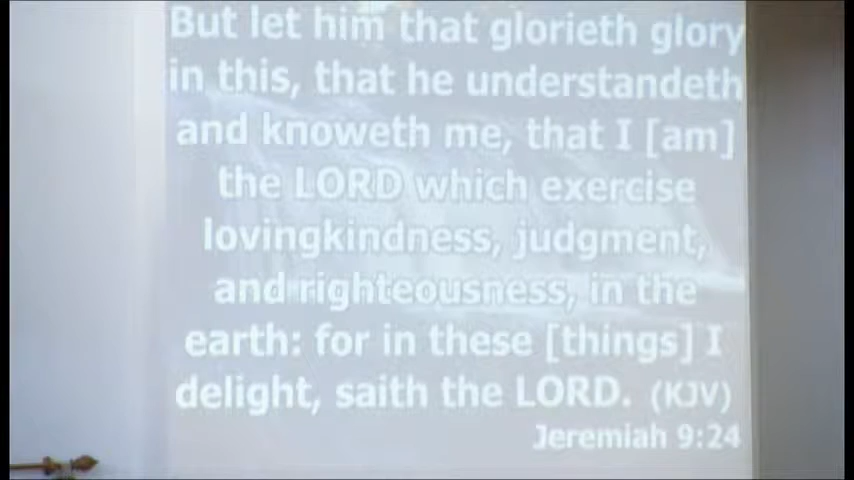 But let him that glorieth glory
in this, that he understandeth
and knoweth me, that I [am]
the LORD which exercise
lovingkindness, judgment,
and righteousness, in the
earth: for in these [things] I
delight, saith the LORD. (KJV)
Jeremiah 9:24